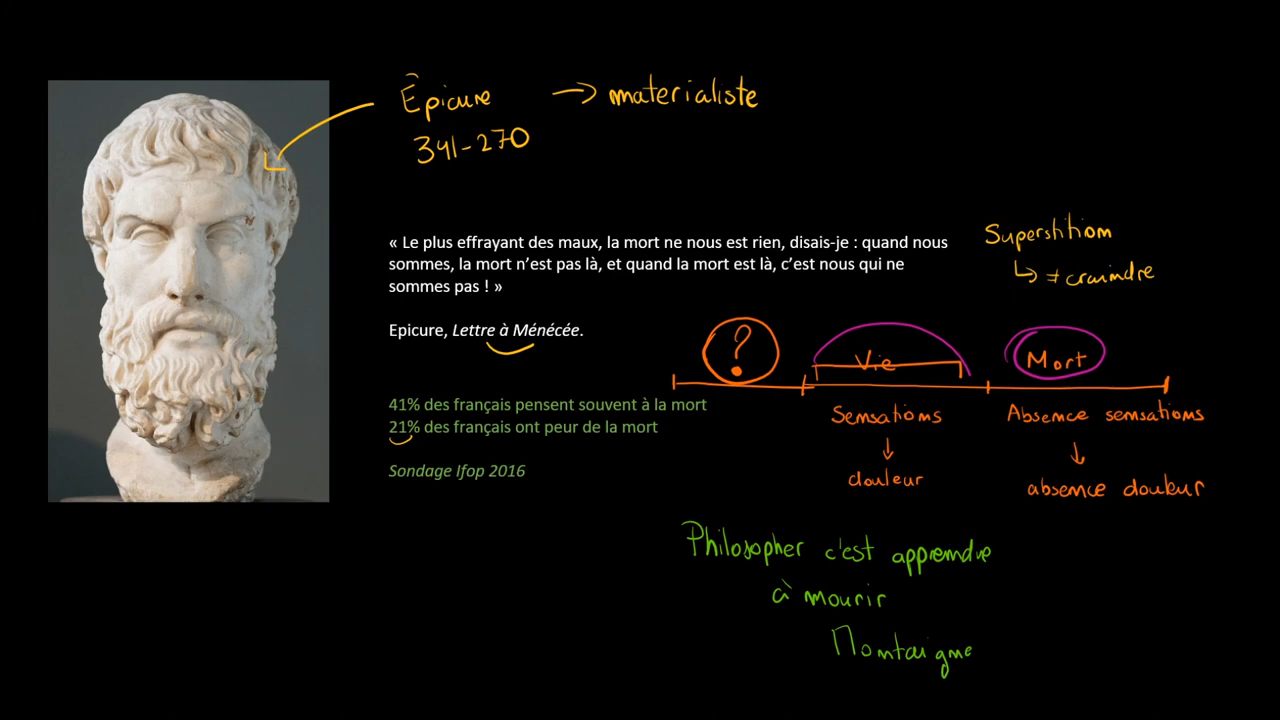 Épicure → materialiste
341-270
« Le plus effrayant des maux, la mort ne nous est rien, disais-je : quand nous
sommes, la mort n'est pas là, et quand la mort est là, c'est nous qui ne
sommes pas ! »
Epicure, Lettre à Ménécée.
41% des français pensent souvent à la mort
21% des français ont peur de la mort
Sondage Ifop 2016
Superstition
↳ ≠ craindre
? Vie Mort
Sensations Absence sensations
↓ ↓
douleur absence douleur
Philosopher c'est apprendre
à mourir
Montaigne